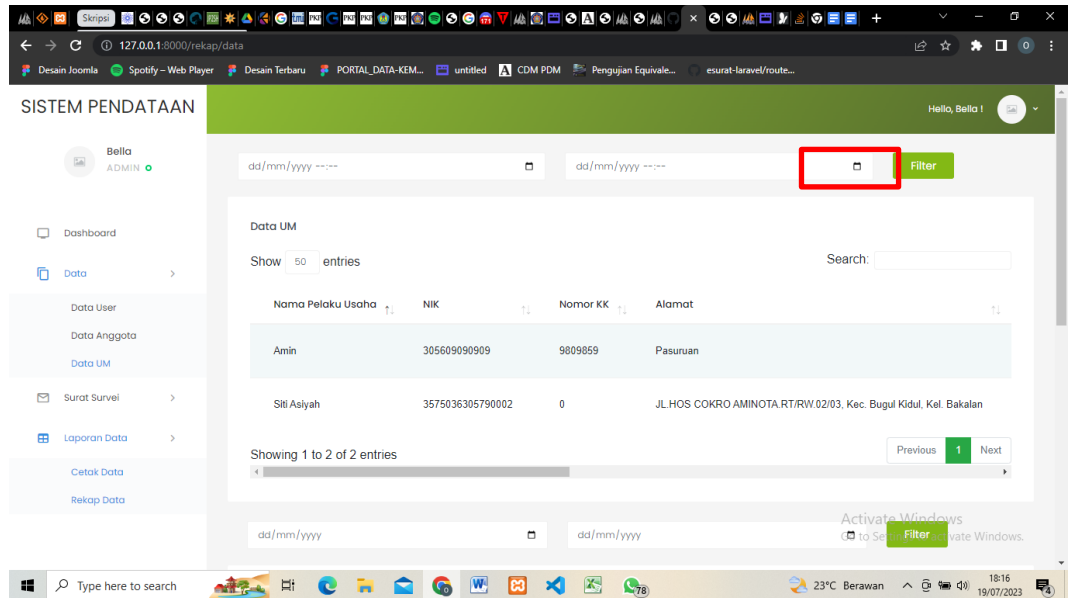 Skripsi
127.0.0.1:8000/rekap/data
Desain Joomla Spotify – Web Player Desain Terbaru PORTAL_DATA-KEM... untitled CDM PDM Pengujian Equivale... esurat-laravel/route...
SISTEM PENDATAAN
Hello, Bella !
Bella
ADMIN
dd/mm/yyyy --:-- dd/mm/yyyy --:-- Filter
Dashboard
Data
Data User
Data Anggota
Data UM
Surat Survei
Laporan Data
Cetak Data
Rekap Data
Data UM
Show 50 entries Search:
Nama Pelaku Usaha NIK Nomor KK Alamat
Amin 305609090909 9809859 Pasuruan
Siti Asiyah 3575036305790002 0 JL.HOS COKRO AMINOTA.RT/RW.02/03, Kec. Bugul Kidul, Kel. Bakalan
Showing 1 to 2 of 2 entries Previous 1 Next
dd/mm/yyyy dd/mm/yyyy Filter
Activate Windows
Go to Windows.
Type here to search
78
23°C Berawan
18:16
19/07/2023
4